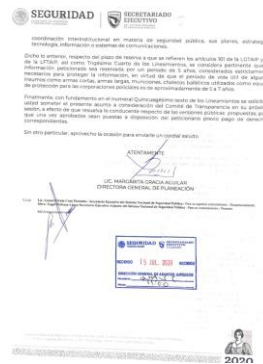 SEGURIDAD
SECRETARIADO
EJECUTIVO
coordinación interinstitucional en materia de seguridad pública, sus planes, estrategias
tecnología, información o sistemas de comunicaciones.
Dicho lo anterior, respecto del plazo de reserva a que se refieren los artículos 101 de la LGTAIP y
de la LFTAIP, así como Trigésimo Cuarto de los Lineamientos, se considera pertinente que
información peticionada sea reservada por un periodo de 5 años, considerados estrictamente
necesarios para proteger la información, en virtud de que el periodo de vida útil de algunos
insumos como armas cortas, armas largas, municiones, chalecos balísticos utilizados como
de protección para las corporaciones policiales es de aproximadamente de 5 a 7 años.
Finalmente, con fundamento en el numeral Quincuagésimo sexto de los Lineamientos se solicita
usted someter el presente asunto a consideración del Comité de Transparencia en su
sesión, a efecto de que resuelva lo conducente respecto de las versiones públicas propuestas,
que una vez aprobadas sean puestas a disposición del peticionario previo pago de
correspondientes.
Sin otro particular, aprovecho la ocasión para enviarle un cordial saludo.
ATENTAMENTE
LIC. MARGARITA GRACIA AGUILAR
DIRECTORA GENERAL DE PLANEACIÓN
SEGURIDAD
RECIBIDO 15 JUL. 2020
DIRECCIÓN GENERAL DE ASUNTOS JURÍDICOS
2020